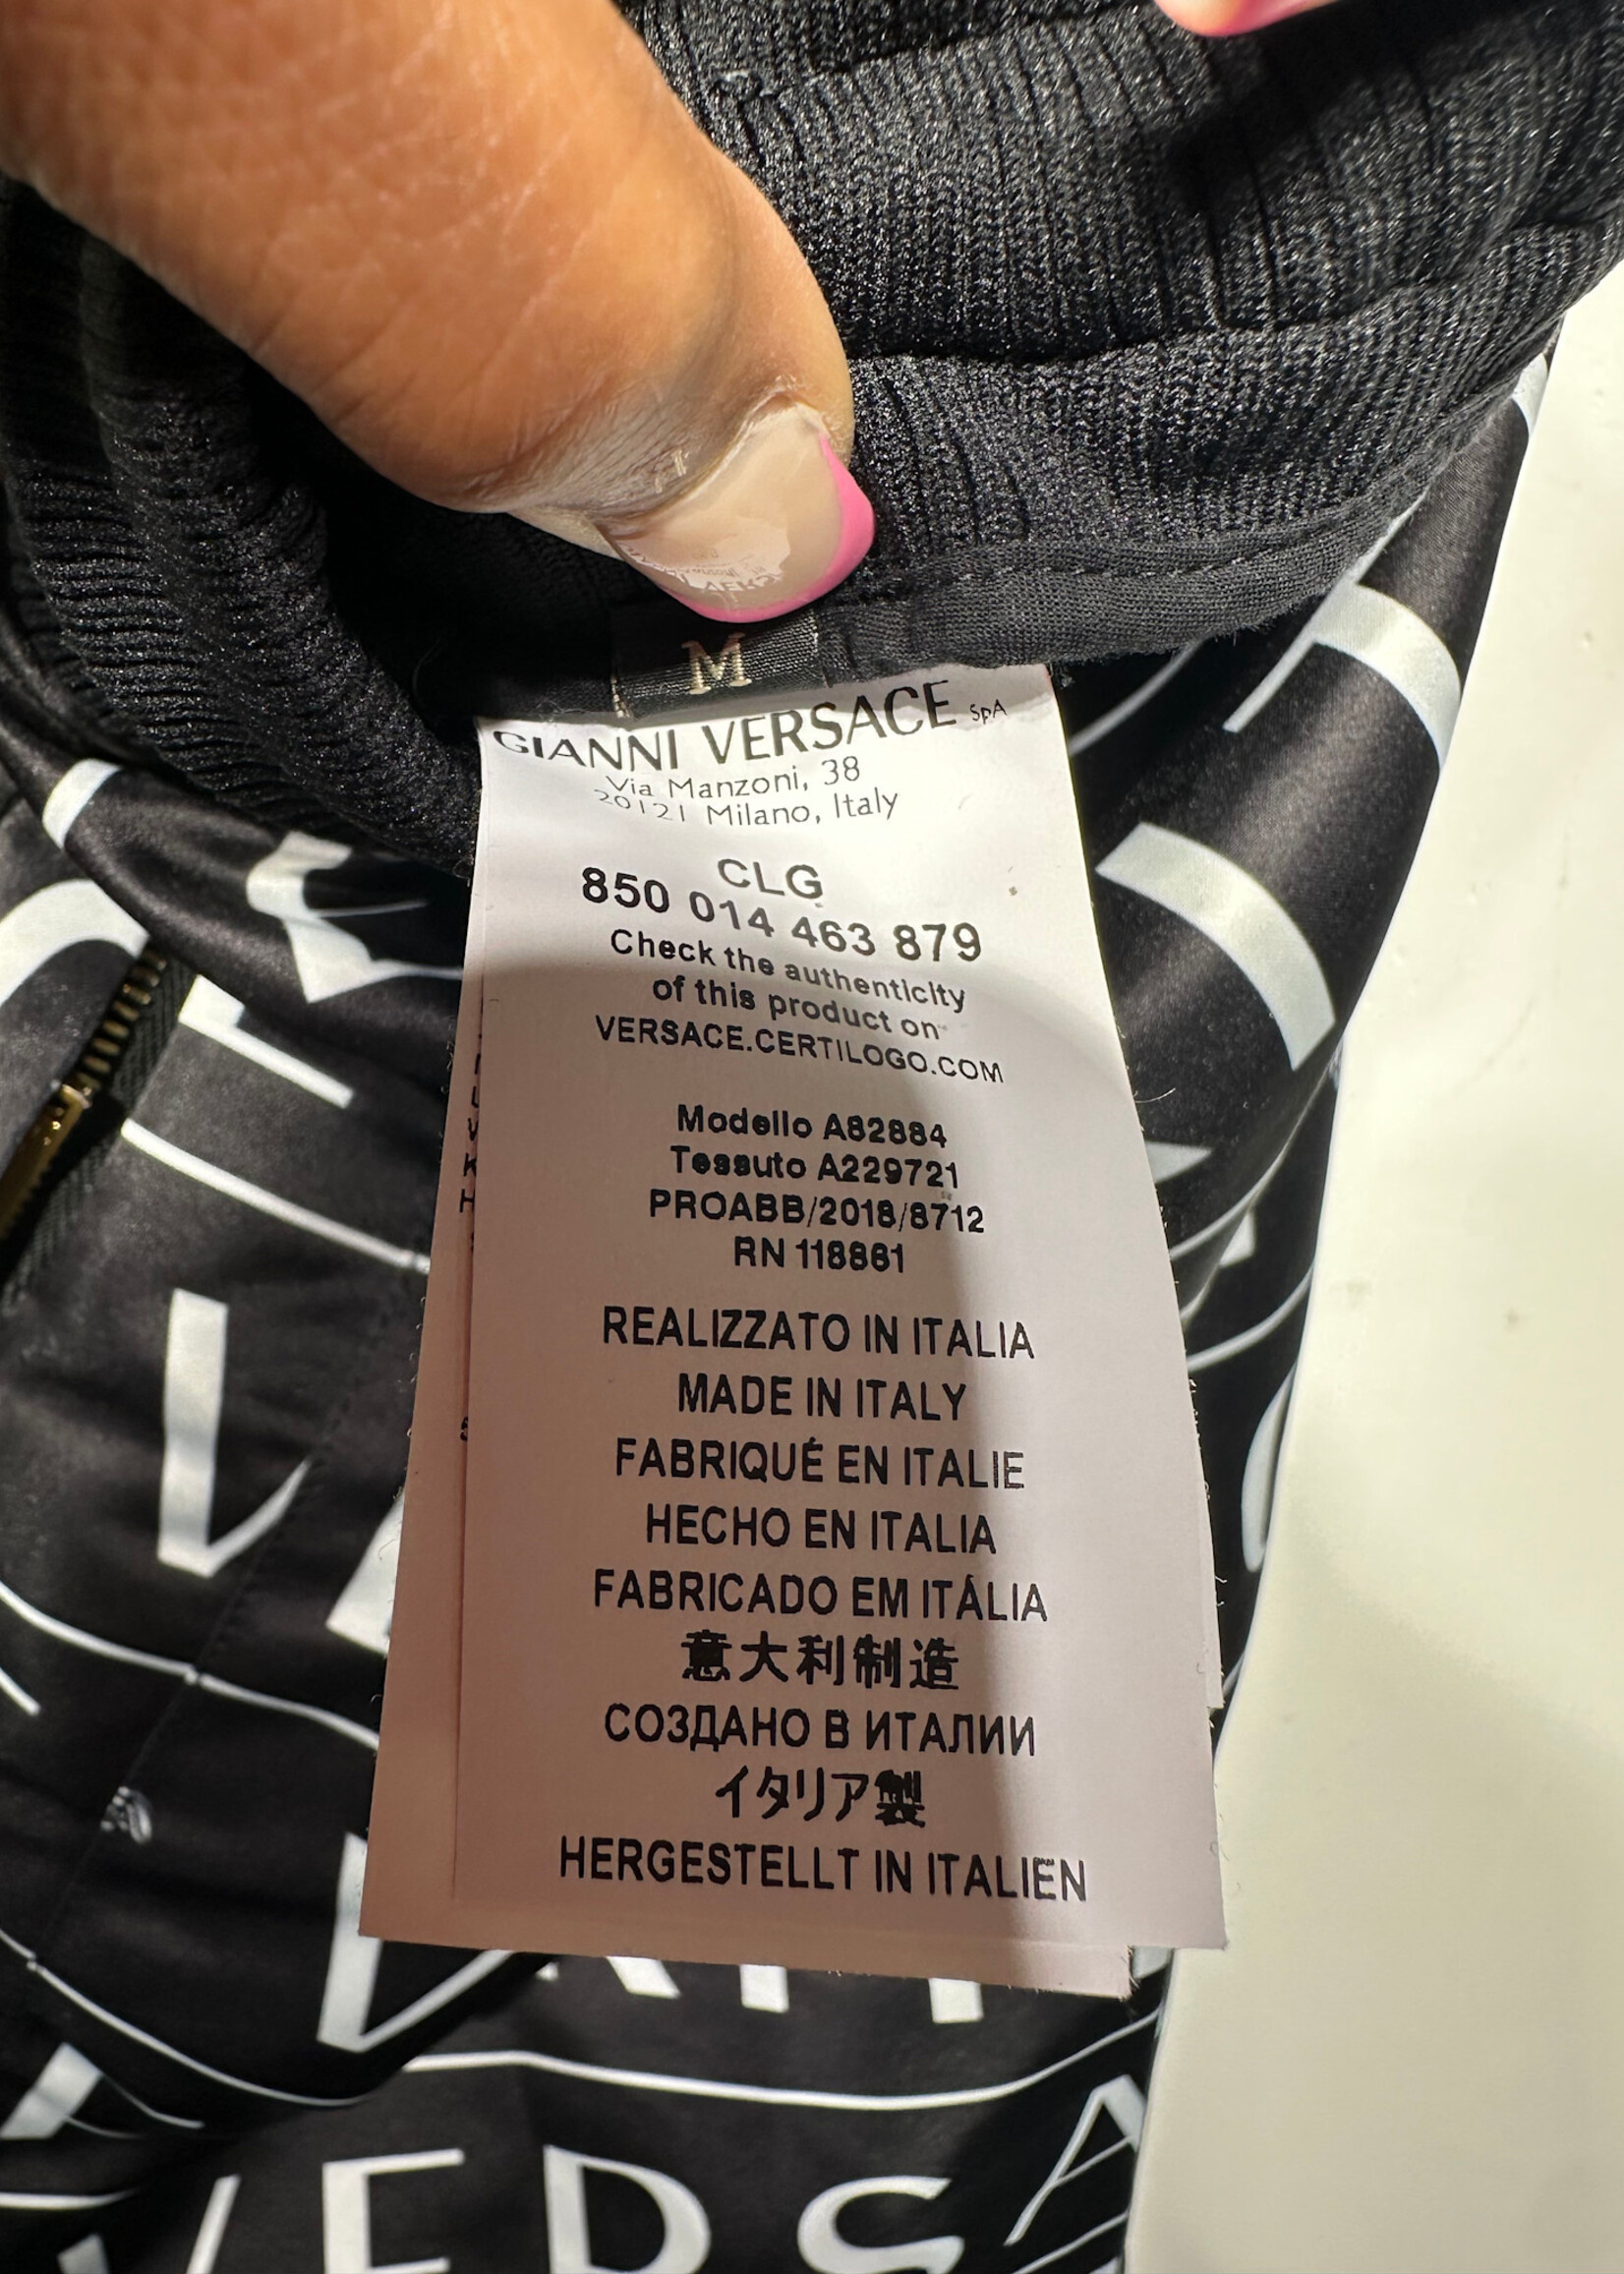 M
GIANNI VERSACE SpA
Via Manzoni, 38
20121 Milano, Italy
CLG
850 014 463 879
Check the authenticity
of this product on
VERSACE.CERTILOGO.COM
Modello A82884
Tessuto A229721
PROABB/2018/8712
RN 118861
REALIZZATO IN ITALIA
MADE IN ITALY
FABRIQUÉ EN ITALIE
HECHO EN ITALIA
FABRICADO EM ITÁLIA
意大利制造
СОЗДАНО В ИТАЛИИ
イタリア製
HERGESTELLT IN ITALIEN
VERSA